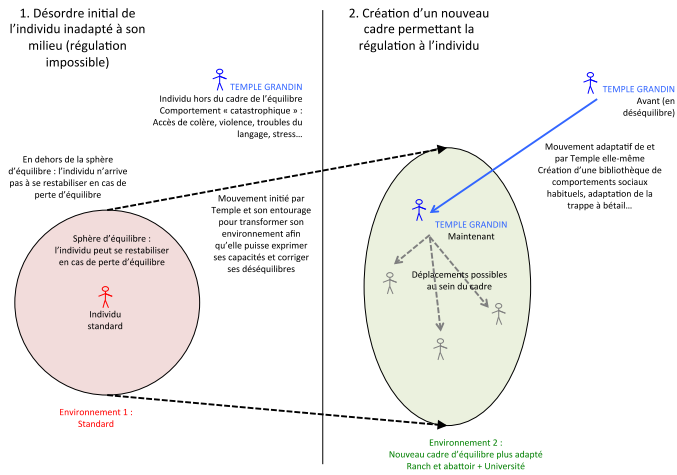 1. Désordre initial de
l’individu inadapté à son
milieu (régulation
impossible)
TEMPLE GRANDIN
Individu hors du cadre de l’équilibre
Comportement « catastrophique » :
Accès de colère, violence, troubles du
langage, stress…
En dehors de la sphère
d’équilibre : l’individu n’arrive
pas à se restabiliser en cas de
perte d’équilibre
Mouvement initié par
Temple et son entourage
pour transformer son
environnement afin
qu’elle puisse exprimer
ses capacités et corriger
ses déséquilibres
Sphère d’équilibre :
l’individu peut se restabiliser
en cas de perte d’équilibre
Individu
standard
Environnement 1 :
Standard
2. Création d’un nouveau
cadre permettant la
régulation à l’individu
TEMPLE GRANDIN
Avant (en
déséquilibre)
Mouvement adaptatif de et
par Temple elle-même
Création d’une bibliothèque de
comportements sociaux
habituels, adaptation de la
trappe à bétail…
TEMPLE GRANDIN
Maintenant
Déplacements possibles
au sein du cadre
Environnement 2 :
Nouveau cadre d’équilibre plus adapté
Ranch et abattoir + Université